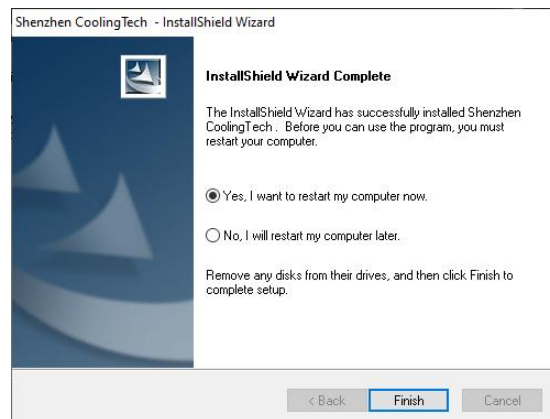 Shenzhen CoolingTech - InstallShield Wizard
InstallShield Wizard Complete
The InstallShield Wizard has successfully installed Shenzhen
CoolingTech . Before you can use the program, you must
restart your computer.
Yes, I want to restart my computer now.
No, I will restart my computer later.
Remove any disks from their drives, and then click Finish to
complete setup.
< Back Finish Cancel